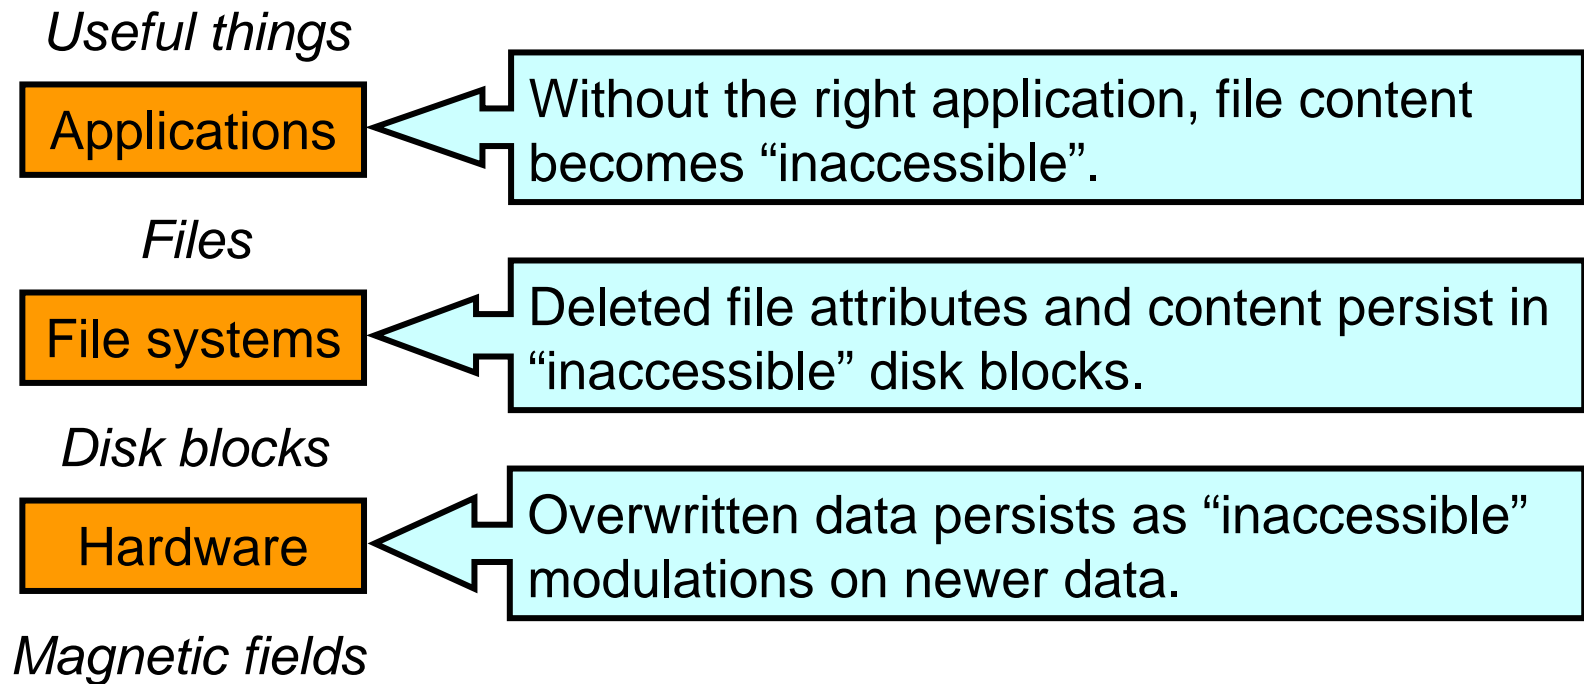 Useful things
Applications
Without the right application, file content
becomes “inaccessible”.
Files
File systems
Deleted file attributes and content persist in
“inaccessible” disk blocks.
Disk blocks
Hardware
Overwritten data persists as “inaccessible”
modulations on newer data.
Magnetic fields